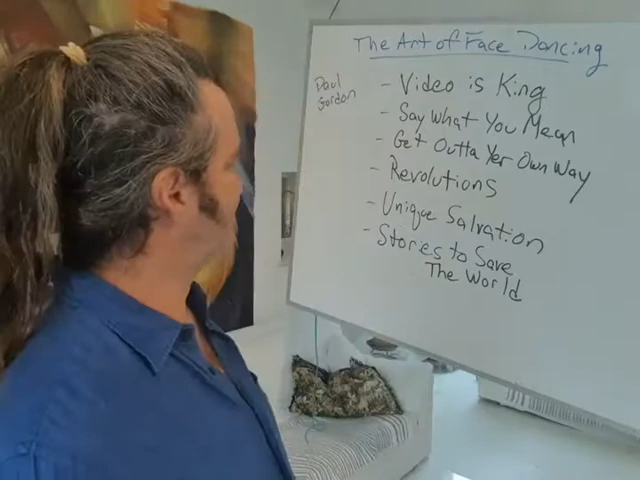 The Art of Face Dancing
Paul
Gordon
- Video is King
- Say What You Mean
- Get Outta Yer Own Way
- Revolutions
- Unique Salvation
- Stories to Save
The World